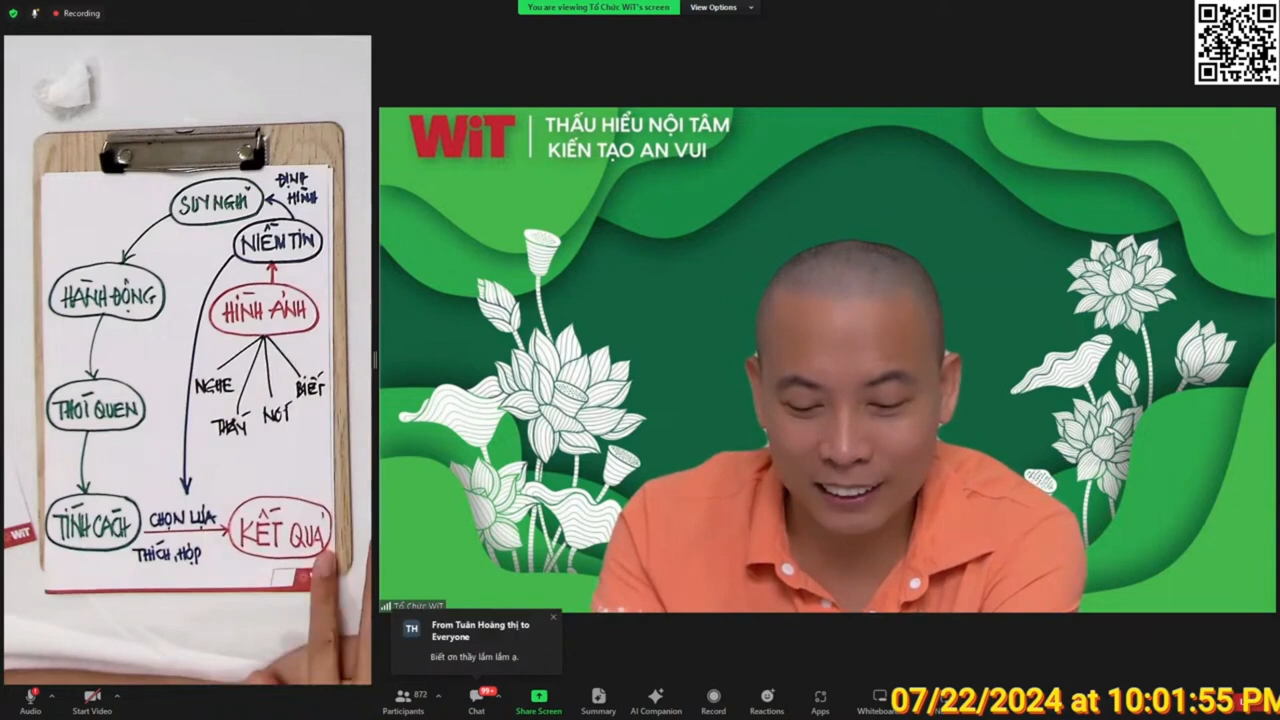 Recording
You are viewing Tổ Chức WiT's screen
View Options
WiT
THẤU HIỂU NỘI TÂM
KIẾN TẠO AN VUI
ĐỊNH
HÌNH
SUY NGHĨ
NIỀM TIN
HÀNH ĐỘNG
HÌNH ẢNH
NGHE
THẤY
NÓI
BIẾT
THÓI QUEN
TÍNH CÁCH
CHỌN LỰA
THÍCH, HỢP
KẾT QUẢ
WiT
Tổ Chức WiT
TH
From Tuân Hoàng thị to
Everyone
Biết ơn thầy lắm lắm ạ.
Audio
Start Video
872
Participants
99+
Chat
Share Screen
Summary
AI Companion
Record
Reactions
Apps
07/22/2024 at 10:01:55 PM